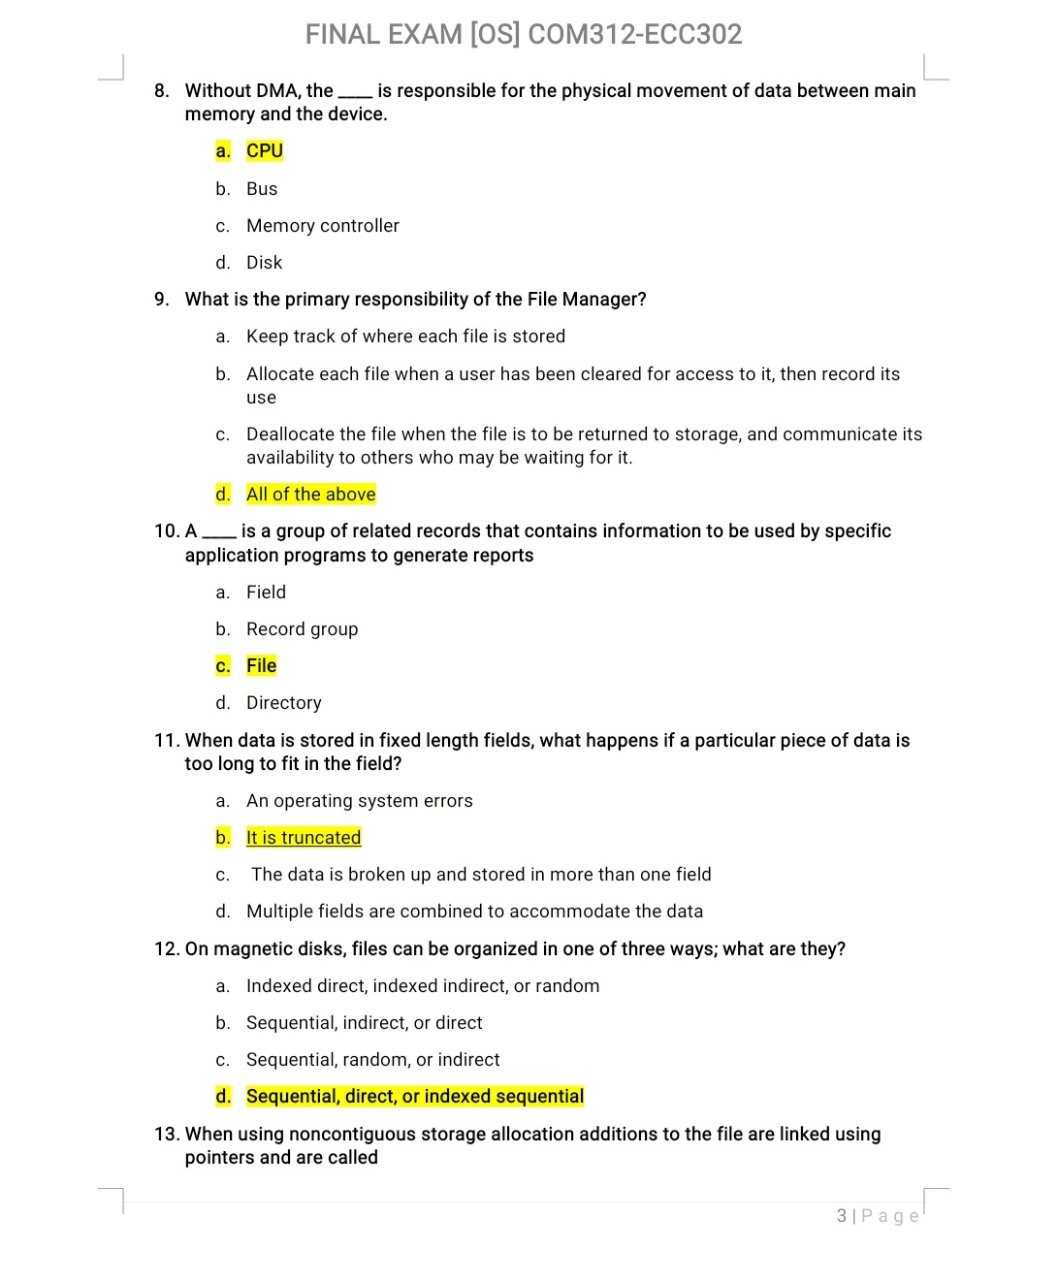 FINAL EXAM [OS] COM312-ECC302
8. Without DMA, the ____ is responsible for the physical movement of data between main
memory and the device.
a. CPU
b. Bus
c. Memory controller
d. Disk
9. What is the primary responsibility of the File Manager?
a. Keep track of where each file is stored
b. Allocate each file when a user has been cleared for access to it, then record its
use
c. Deallocate the file when the file is to be returned to storage, and communicate its
availability to others who may be waiting for it.
d. All of the above
10. A ____ is a group of related records that contains information to be used by specific
application programs to generate reports
a. Field
b. Record group
c. File
d. Directory
11. When data is stored in fixed length fields, what happens if a particular piece of data is
too long to fit in the field?
a. An operating system errors
b. It is truncated
c. The data is broken up and stored in more than one field
d. Multiple fields are combined to accommodate the data
12. On magnetic disks, files can be organized in one of three ways; what are they?
a. Indexed direct, indexed indirect, or random
b. Sequential, indirect, or direct
c. Sequential, random, or indirect
d. Sequential, direct, or indexed sequential
13. When using noncontiguous storage allocation additions to the file are linked using
pointers and are called
3 | P a g e